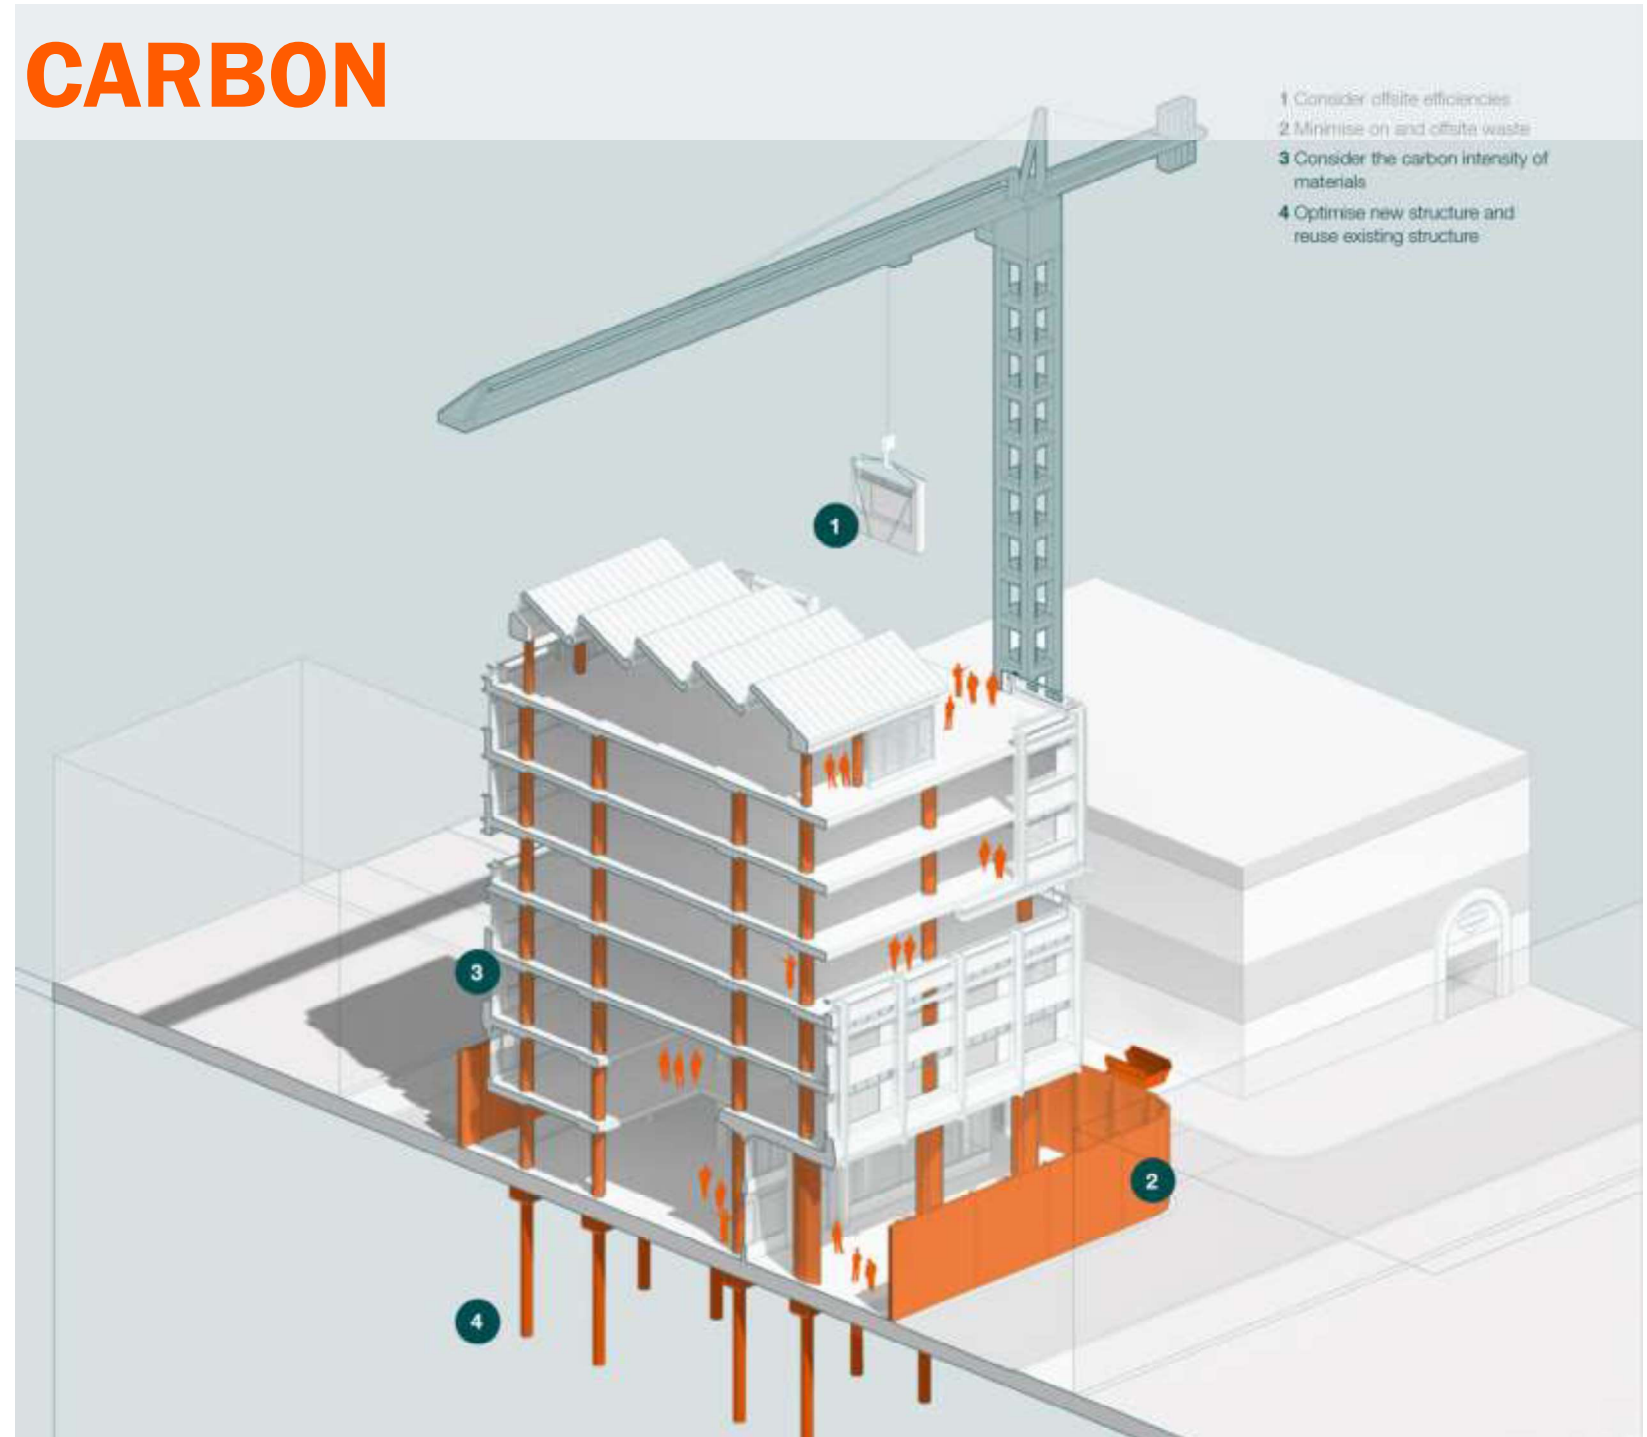 CARBON
1 Consider offsite efficiencies
2 Minimise on and offsite waste
3 Consider the carbon intensity of
materials
4 Optimise new structure and
reuse existing structure
1
3
2
4